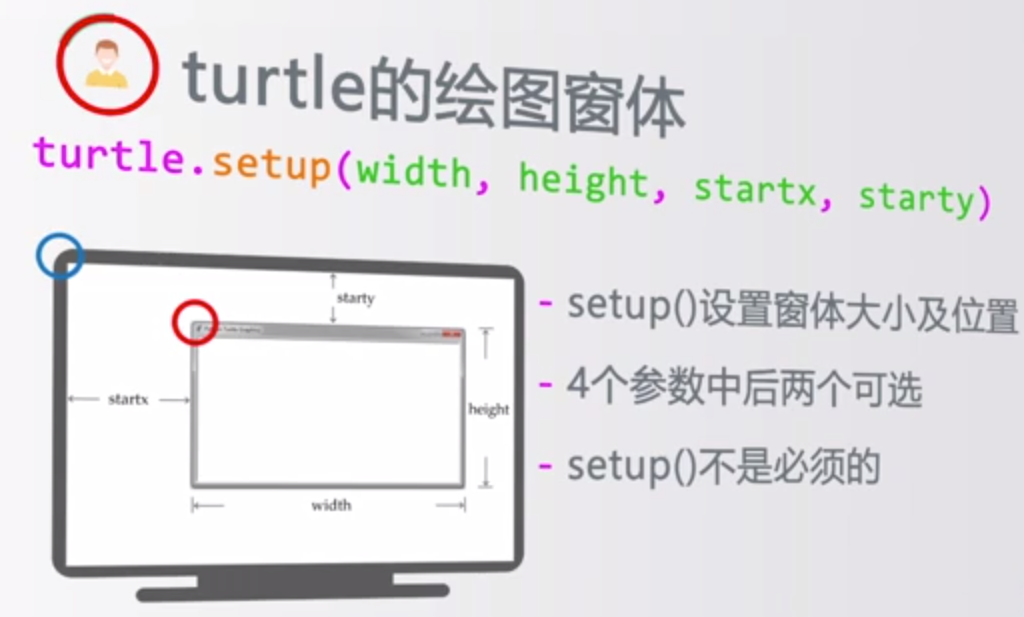 turtle的绘图窗体
turtle.setup(width, height, startx, starty)
starty
startx
height
width
- setup()设置窗体大小及位置
- 4个参数中后两个可选
- setup()不是必须的